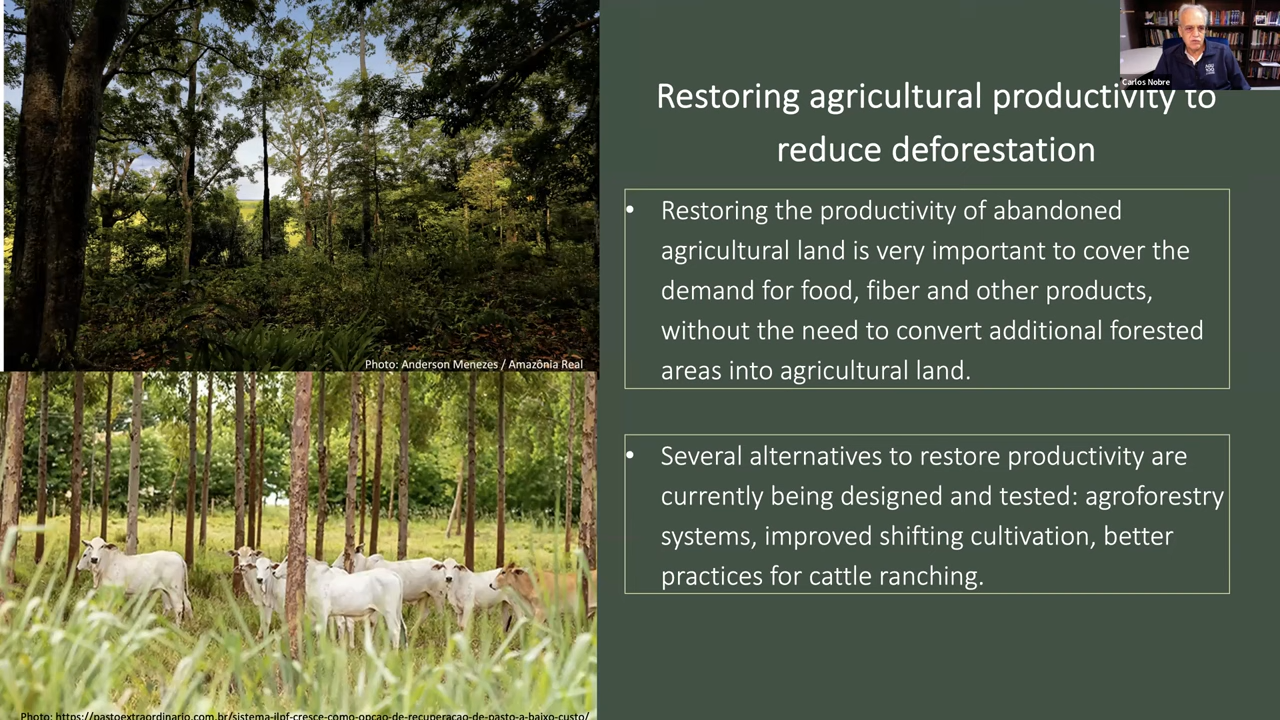 Carlos Nobre
Restoring agricultural productivity to
reduce deforestation
• Restoring the productivity of abandoned
agricultural land is very important to cover the
demand for food, fiber and other products,
without the need to convert additional forested
areas into agricultural land.
• Several alternatives to restore productivity are
currently being designed and tested: agroforestry
systems, improved shifting cultivation, better
practices for cattle ranching.
Photo: Anderson Menezes / Amazônia Real
Photo: https://pastoextraordinario.com.br/sistema-ilpf-cresce-como-opcao-de-recuperacao-de-pasto-a-baixo-custo/